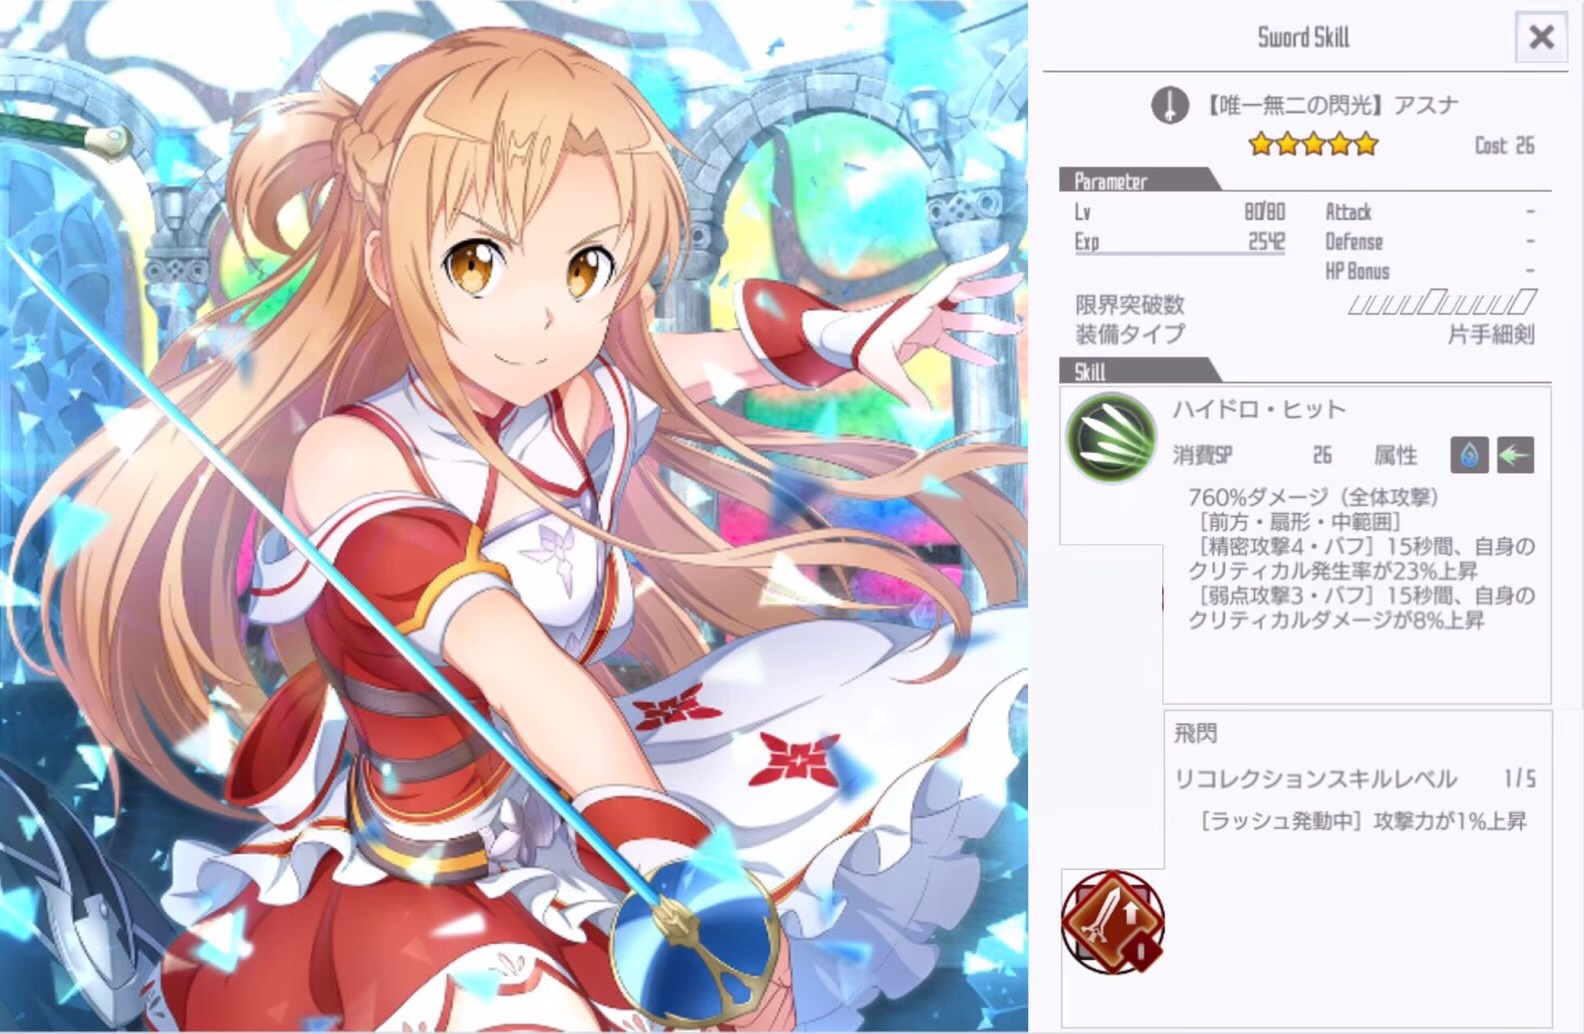 Sword Skill
【唯一無二の閃光】アスナ
★★★★★ Cost 26
Parameter
Lv 80/80 Attack -
Exp 2542 Defense -
HP Bonus -
限界突破数
装備タイプ 片手細剣
Skill
ハイドロ・ヒット
消費SP 26 属性
760%ダメージ（全体攻撃）
［前方・扇形・中範囲］
［精密攻撃4・バフ］15秒間、自身の
クリティカル発生率が23%上昇
［弱点攻撃3・バフ］15秒間、自身の
クリティカルダメージが8%上昇
飛閃
リコレクションスキルレベル 1/5
［ラッシュ発動中］攻撃力が1%上昇